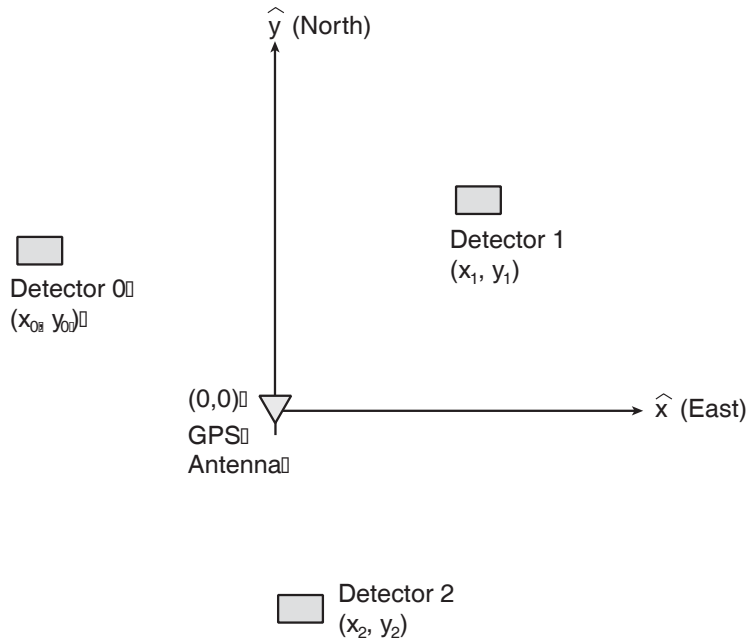 ŷ (North)
Detector 1
(x₁, y₁)
Detector 0▯
(x₀▯, y₀▯)▯
(0,0)▯
GPS▯
Antenna▯
x̂ (East)
Detector 2
(x₂, y₂)